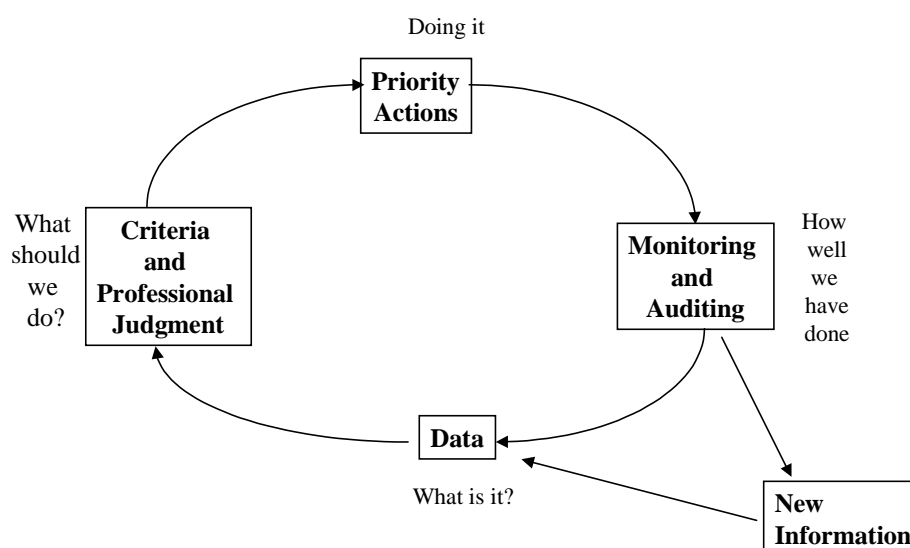 Doing it
Priority
Actions
What
should
we
do?
Criteria
and
Professional
Judgment
Monitoring
and
Auditing
How
well
we
have
done
Data
What is it?
New
Information